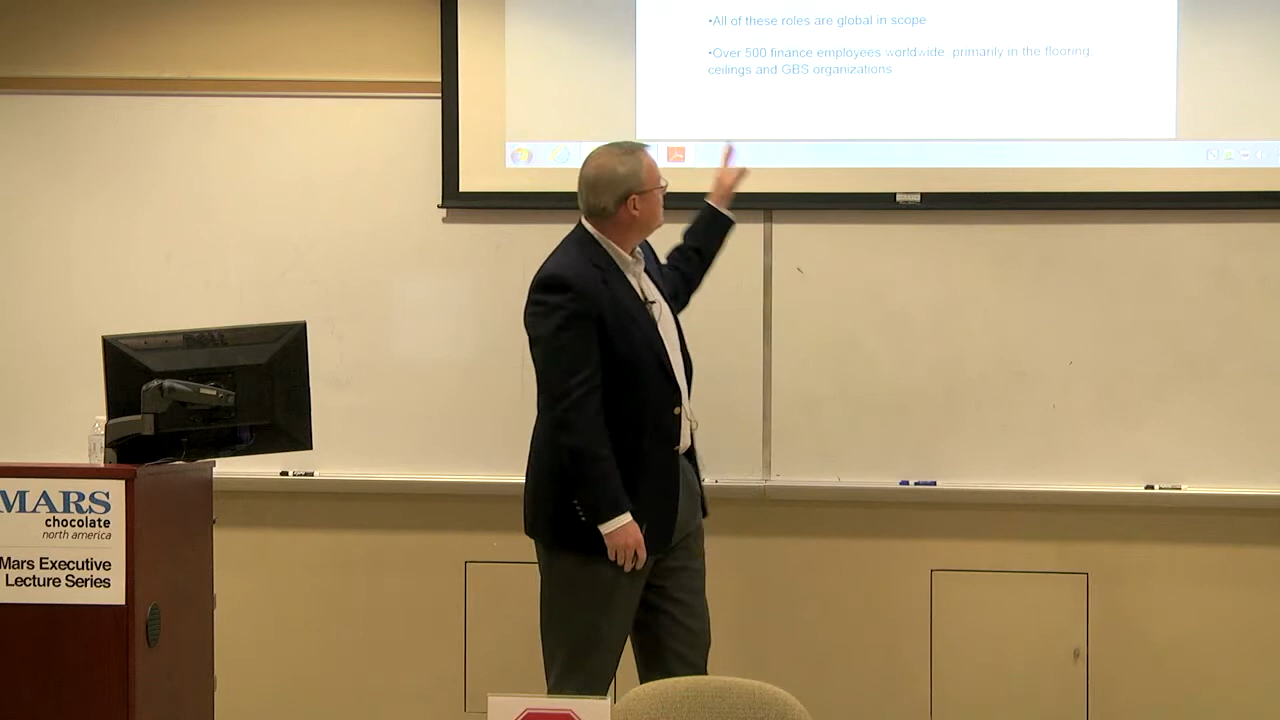 •All of these roles are global in scope
•Over 500 finance employees worldwide primarily in the flooring,
ceilings and GBS organizations
MARS
chocolate
north america
Mars Executive
Lecture Series